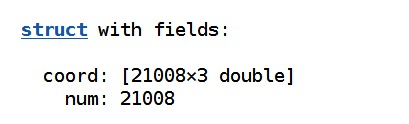 struct with fields:
coord: [21008×3 double]
num: 21008